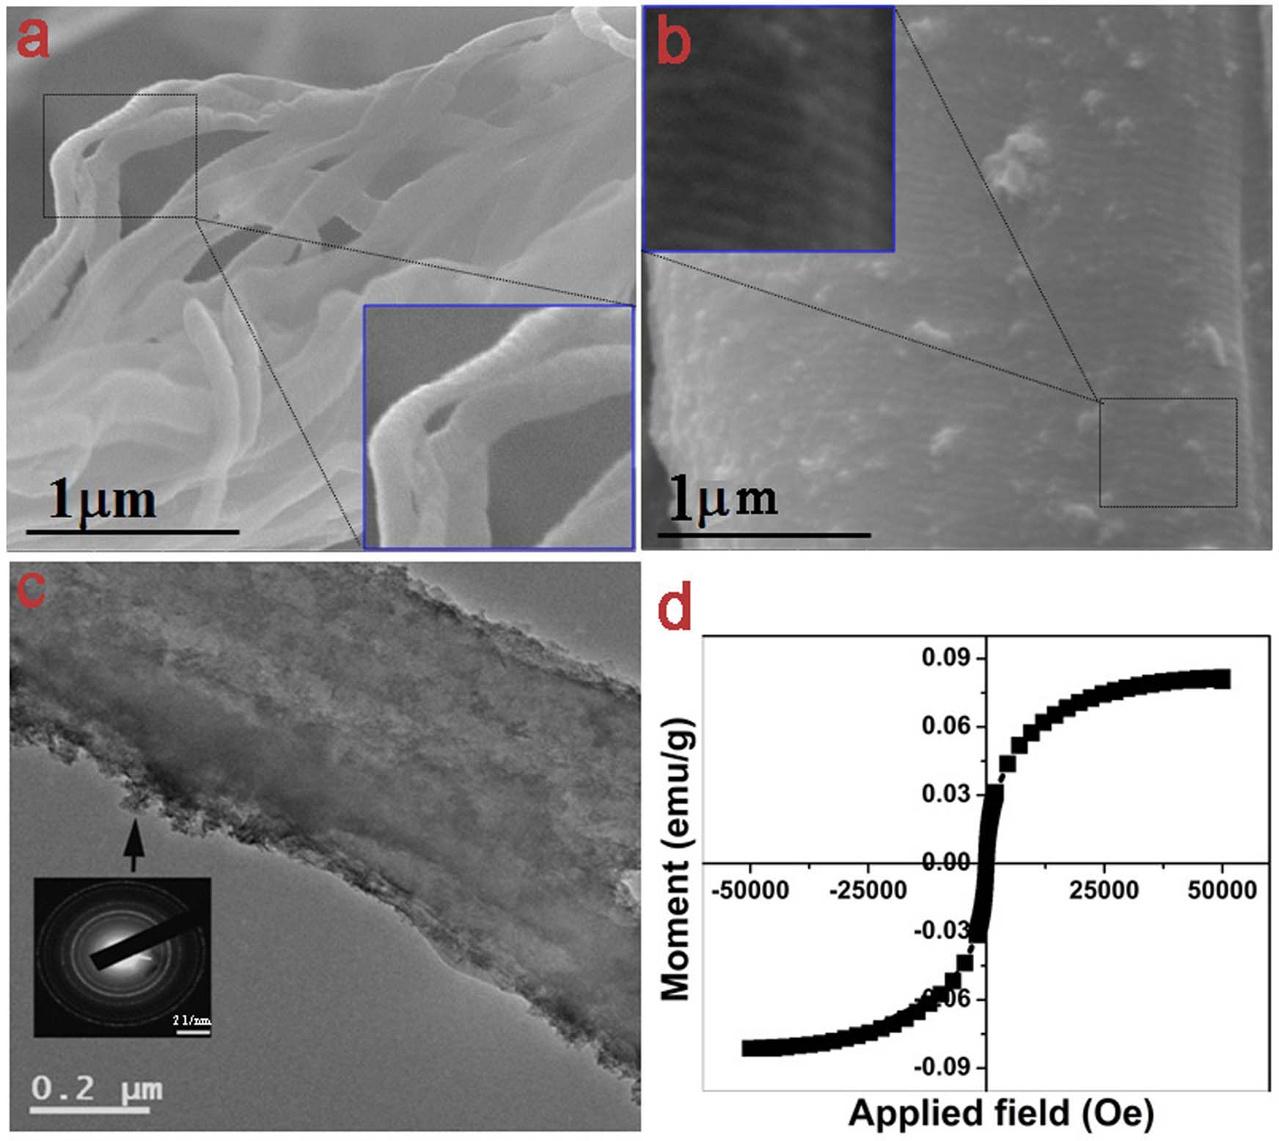 a
1μm
b
1μm
c
2 1/nm
0.2 μm
d
Moment (emu/g)
0.09
0.06
0.03
0.00
-50000 -25000 25000 50000
-0.03
-0.06
-0.09
Applied field (Oe)